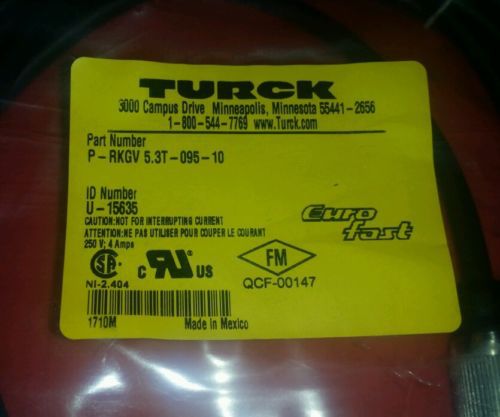 TURCK
3000 Campus Drive Minneapolis, Minnesota 55441-2656
1-800-544-7769 www.Turck.com
Part Number
P-RKGV 5.3T-095-10
ID Number
U-15635
CAUTION: NOT FOR INTERRUPTING CURRENT
ATTENTION: NE PAS UTILISER POUR COUPER LE COURANT
250 V; 4 Amps
Euro fast
SA
NI-2.404
c RU US
FM
QCF-00147
1710M
Made in Mexico